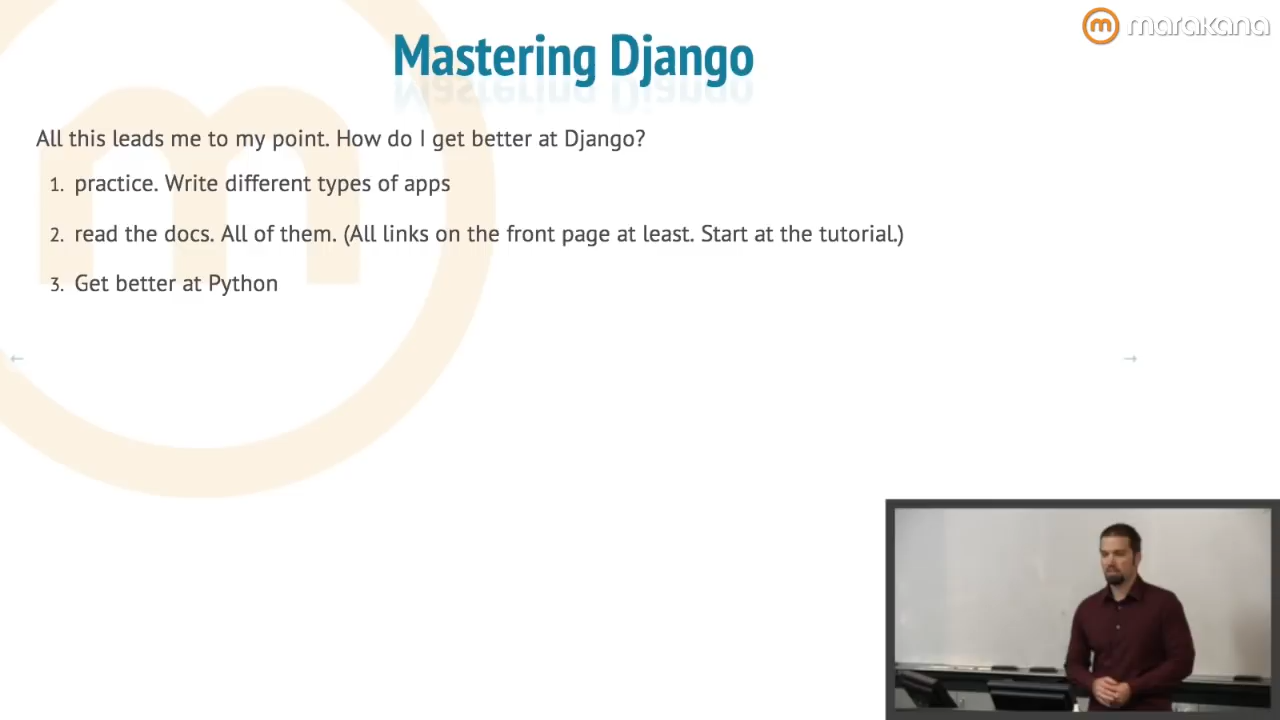 marakana
Mastering Django
All this leads me to my point. How do I get better at Django?
1. practice. Write different types of apps
2. read the docs. All of them. (All links on the front page at least. Start at the tutorial.)
3. Get better at Python